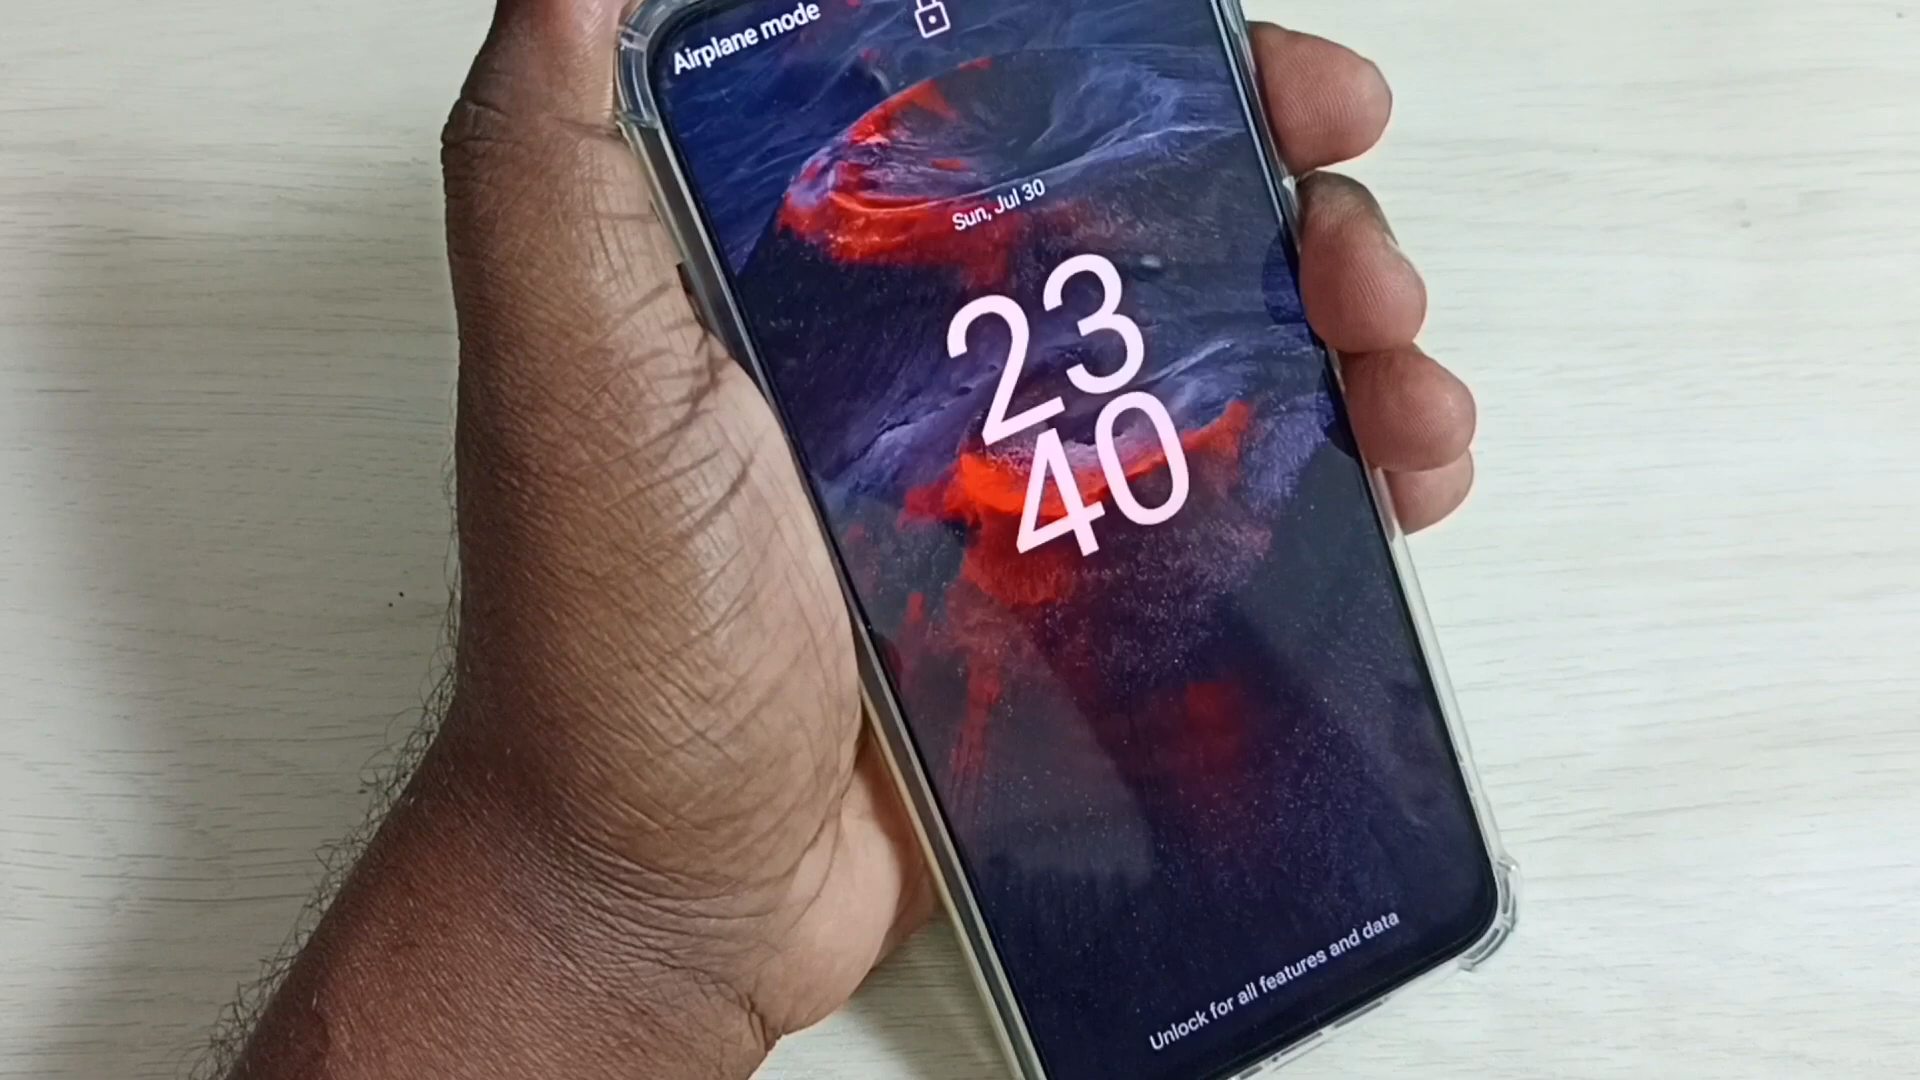 Airplane mode
Sun, Jul 30
23
40
Unlock for all features and data